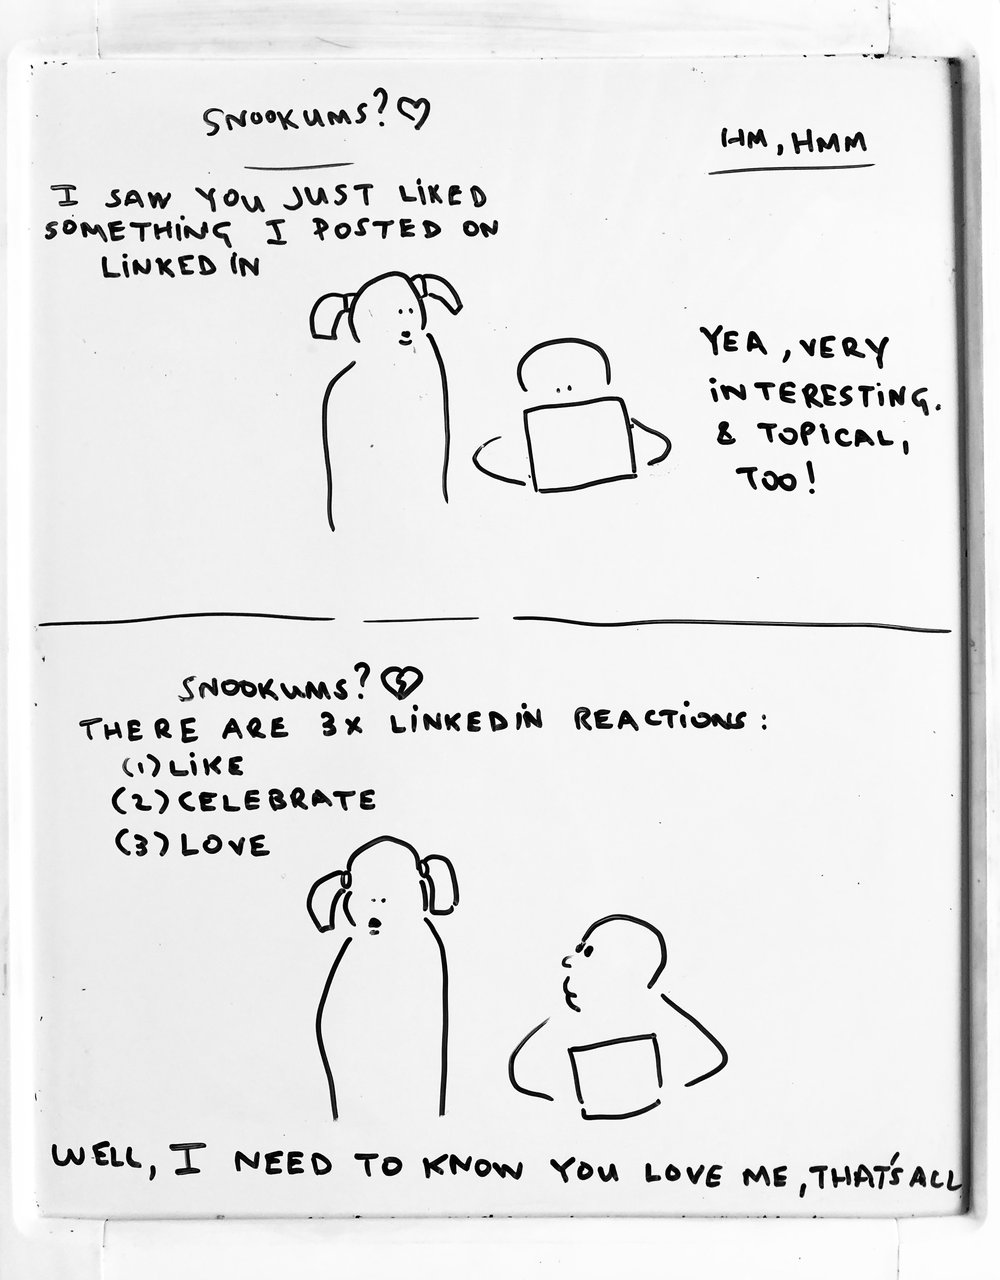 SNOOKUMS?♡
HM, HMM
I SAW YOU JUST LIKED
SOMETHING I POSTED ON
LINKED IN
YEA, VERY
INTERESTING.
& TOPICAL,
TOO!
SNOOKUMS?💔
THERE ARE 3X LINKEDIN REACTIONS:
(1) LIKE
(2) CELEBRATE
(3) LOVE
WELL, I NEED TO KNOW YOU LOVE ME, THAT'S ALL